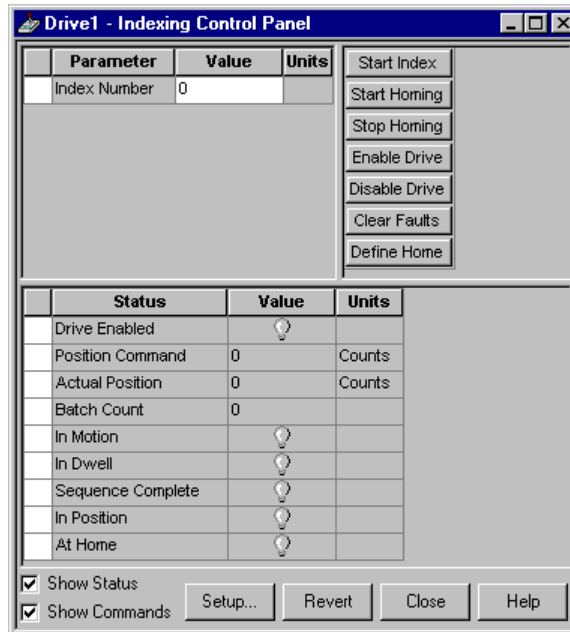 Drive1 - Indexing Control Panel
Parameter Value Units
Index Number 0
Start Index
Start Homing
Stop Homing
Enable Drive
Disable Drive
Clear Faults
Define Home
Status Value Units
Drive Enabled
Position Command 0 Counts
Actual Position 0 Counts
Batch Count 0
In Motion
In Dwell
Sequence Complete
In Position
At Home
Show Status
Show Commands
Setup... Revert Close Help